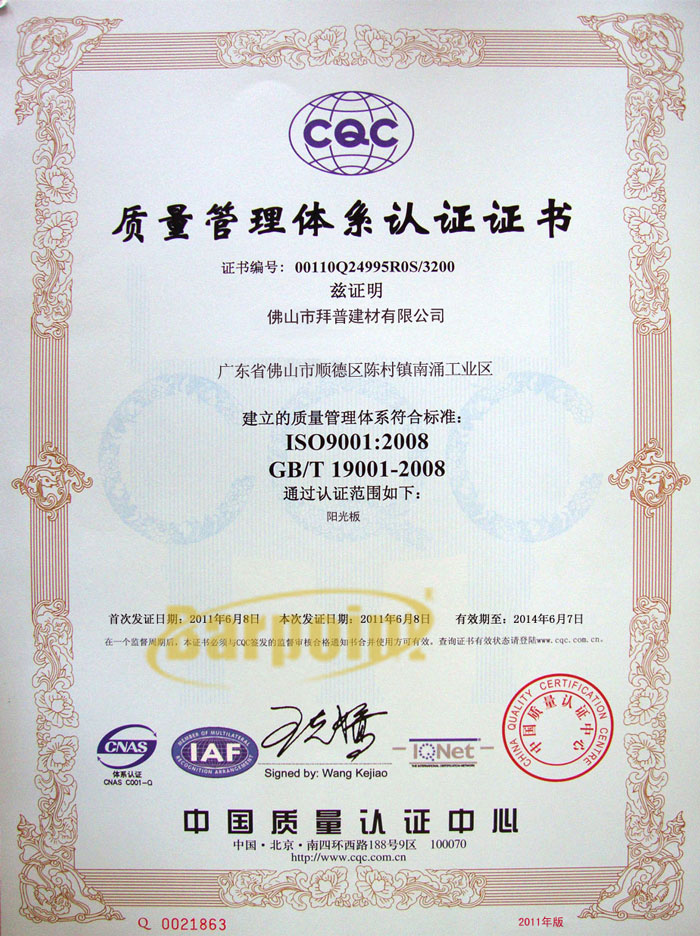 CQC
质量管理体系认证证书
证书编号：00110Q24995R0S/3200
兹证明
佛山市拜普建材有限公司
广东省佛山市顺德区陈村镇南涌工业区
建立的质量管理体系符合标准：
ISO9001:2008
GB/T 19001-2008
通过认证范围如下：
阳光板
首次发证日期：2011年6月8日 本次发证日期：2011年6月8日 有效期至：2014年6月7日
在一个监督周期后，本证书必须与CQC签发的监督审核合格通知书合并使用方可有效。查询证书有效状态请登陆www.cqc.com.cn。
CNAS
体系认证
CNAS C001-Q
MEMBER OF MULTILATERAL
IAF
RECOGNITION ARRANGEMENT
Signed by: Wang Kejiao
IQNet
THE INTERNATIONAL CERTIFICATION NETWORK
CHINA QUALITY CERTIFICATION CENTRE
中国质量认证中心
中国质量认证中心
中国·北京·南四环西路188号9区 100070
http://www.cqc.com.cn
Q 0021863
2011年版